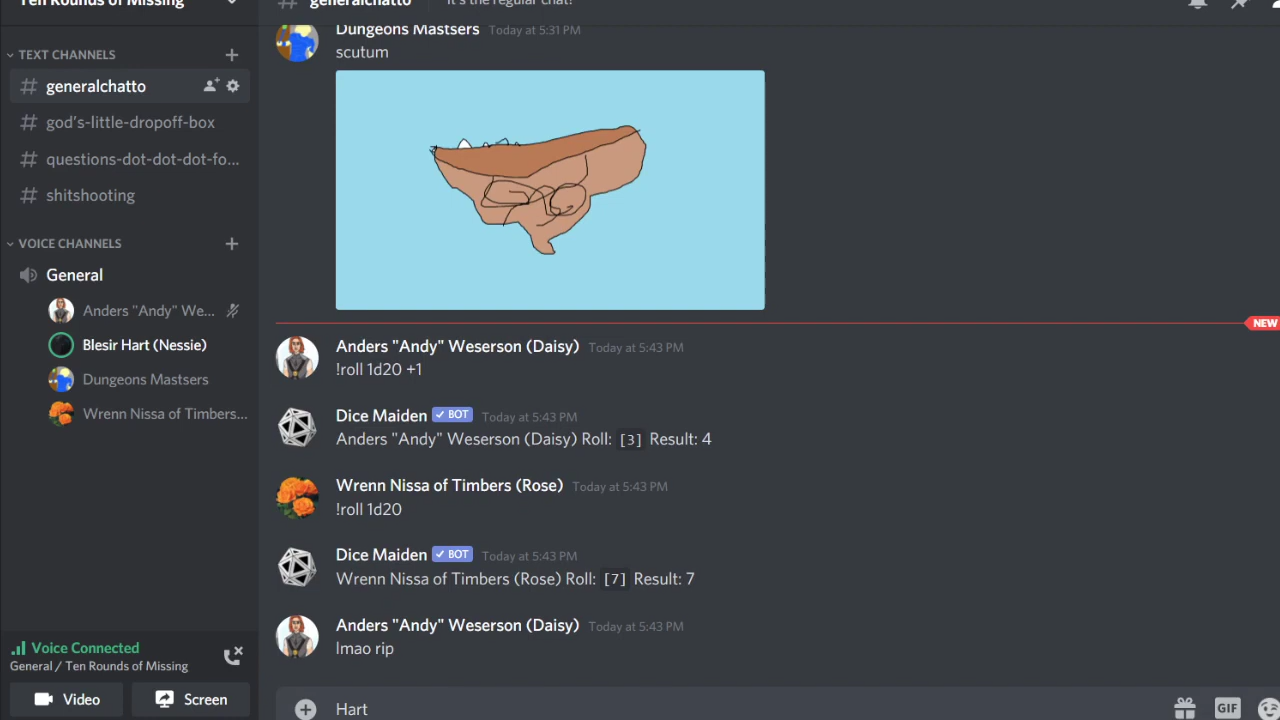 Ten Rounds of Missing
generalchatto
It's the regular chat!
TEXT CHANNELS
generalchatto
god's-little-dropoff-box
questions-dot-dot-dot-fo...
shitshooting
VOICE CHANNELS
General
Anders "Andy" We...
Blesir Hart (Nessie)
Dungeons Mastsers
Wrenn Nissa of Timbers...
Voice Connected
General / Ten Rounds of Missing
Video
Screen
Dungeons Mastsers Today at 5:31 PM
scutum
NEW
Anders "Andy" Weserson (Daisy) Today at 5:43 PM
!roll 1d20 +1
Dice Maiden BOT Today at 5:43 PM
Anders "Andy" Weserson (Daisy) Roll: [3] Result: 4
Wrenn Nissa of Timbers (Rose) Today at 5:43 PM
!roll 1d20
Dice Maiden BOT Today at 5:43 PM
Wrenn Nissa of Timbers (Rose) Roll: [7] Result: 7
Anders "Andy" Weserson (Daisy) Today at 5:43 PM
lmao rip
Hart
GIF